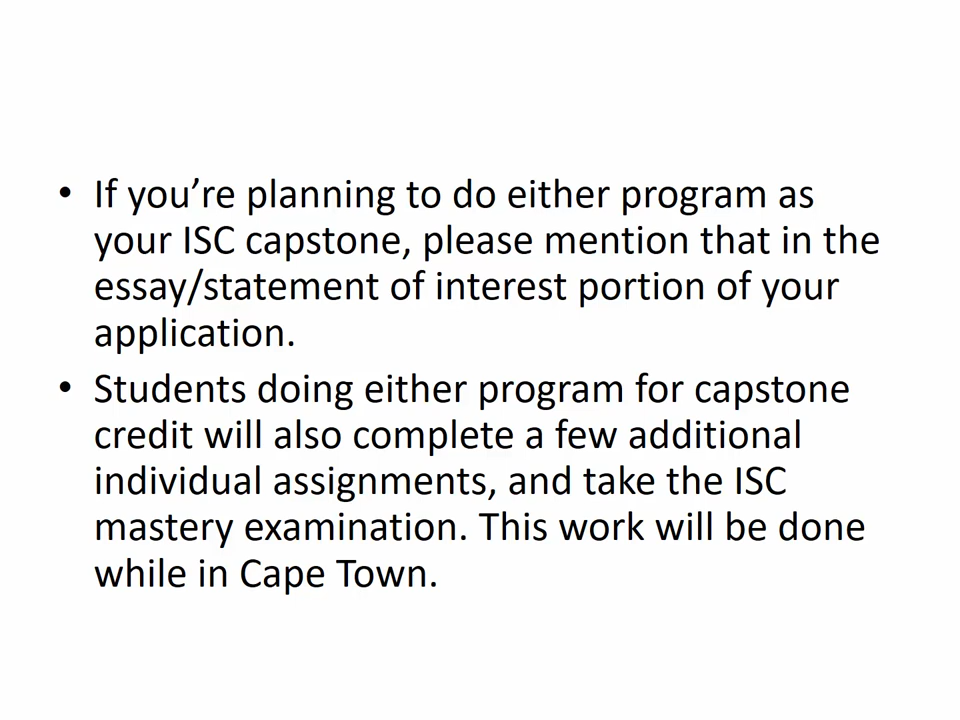 • If you’re planning to do either program as
your ISC capstone, please mention that in the
essay/statement of interest portion of your
application.
• Students doing either program for capstone
credit will also complete a few additional
individual assignments, and take the ISC
mastery examination. This work will be done
while in Cape Town.